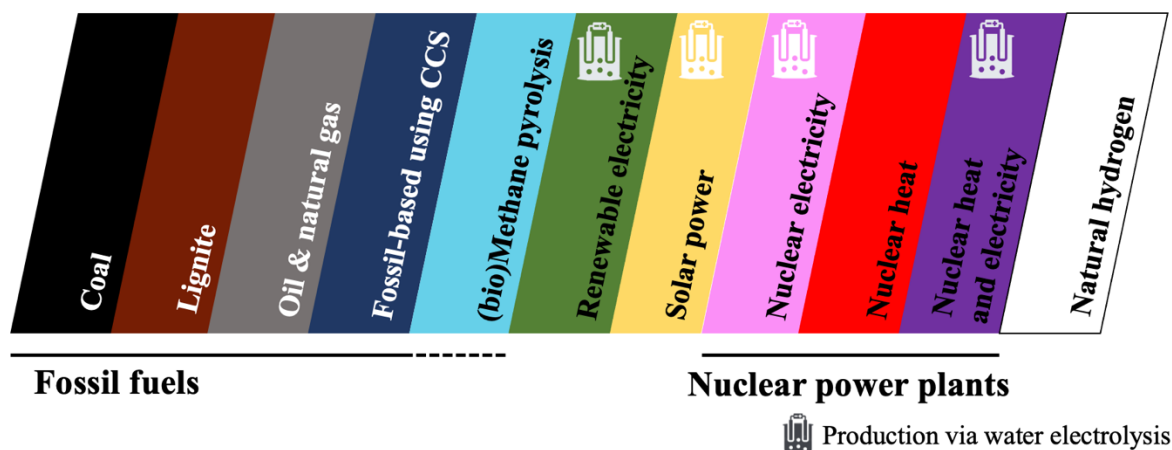 Coal
Lignite
Oil & natural gas
Fossil-based using CCS
(bio)Methane pyrolysis
Renewable electricity
Solar power
Nuclear electricity
Nuclear heat
Nuclear heat
and electricity
Natural hydrogen
Fossil fuels
Nuclear power plants
Production via water electrolysis